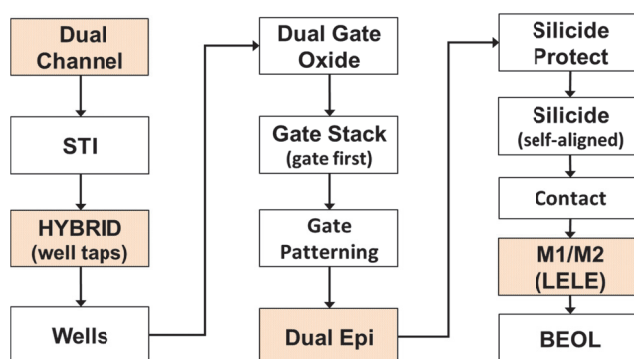 Dual
Channel
STI
HYBRID
(well taps)
Wells
Dual Gate
Oxide
Gate Stack
(gate first)
Gate
Patterning
Dual Epi
Silicide
Protect
Silicide
(self-aligned)
Contact
M1/M2
(LELE)
BEOL